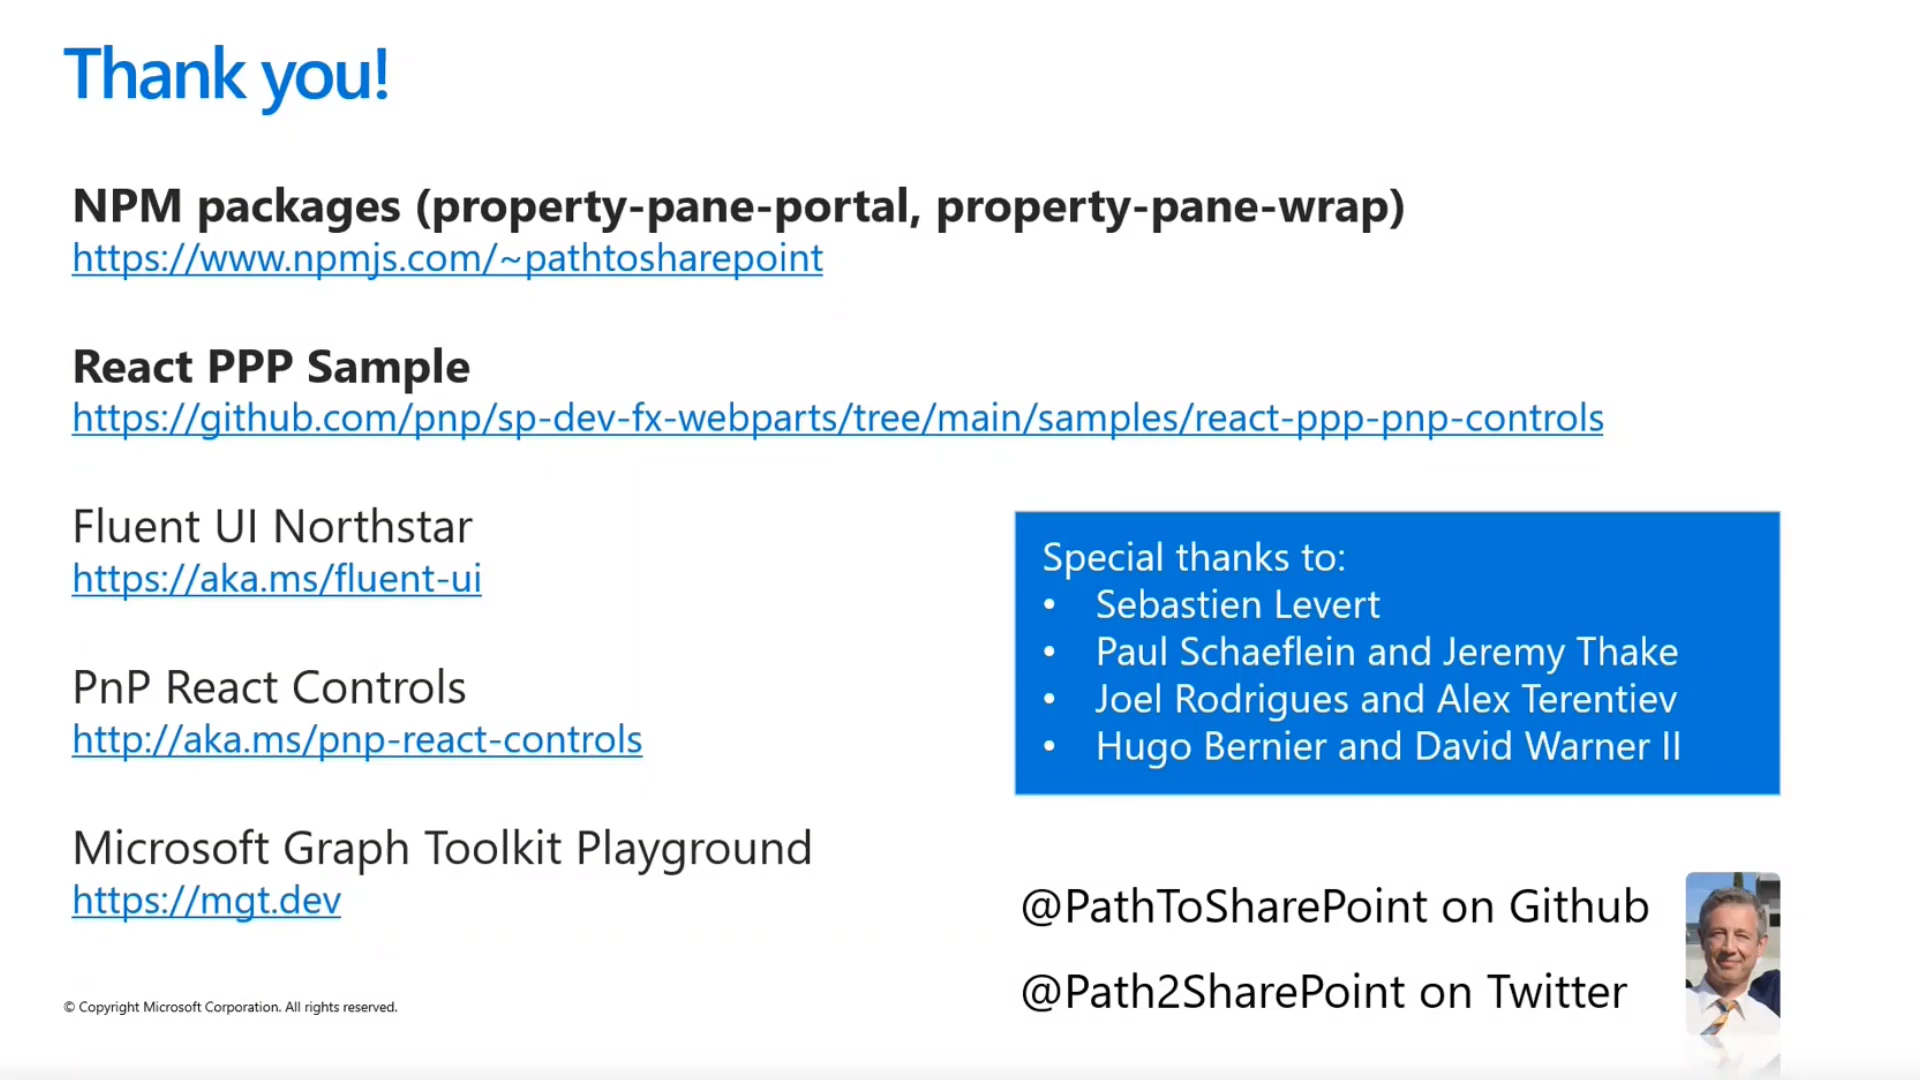 Thank you!
NPM packages (property-pane-portal, property-pane-wrap)
https://www.npmjs.com/~pathtosharepoint
React PPP Sample
https://github.com/pnp/sp-dev-fx-webparts/tree/main/samples/react-ppp-pnp-controls
Fluent UI Northstar
https://aka.ms/fluent-ui
PnP React Controls
http://aka.ms/pnp-react-controls
Microsoft Graph Toolkit Playground
https://mgt.dev
Special thanks to:
• Sebastien Levert
• Paul Schaeflein and Jeremy Thake
• Joel Rodrigues and Alex Terentiev
• Hugo Bernier and David Warner II
@PathToSharePoint on Github
@Path2SharePoint on Twitter
© Copyright Microsoft Corporation. All rights reserved.